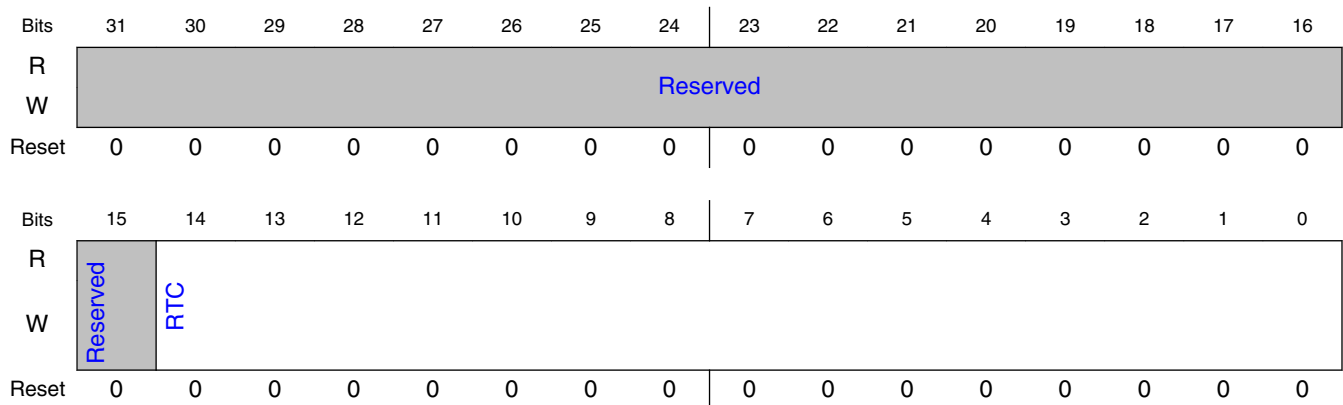 Bits 31 30 29 28 27 26 25 24 23 22 21 20 19 18 17 16
R
Reserved
W
Reset 0 0 0 0 0 0 0 0 0 0 0 0 0 0 0 0
Bits 15 14 13 12 11 10 9 8 7 6 5 4 3 2 1 0
R
Reserved
RTC
W
Reset 0 0 0 0 0 0 0 0 0 0 0 0 0 0 0 0